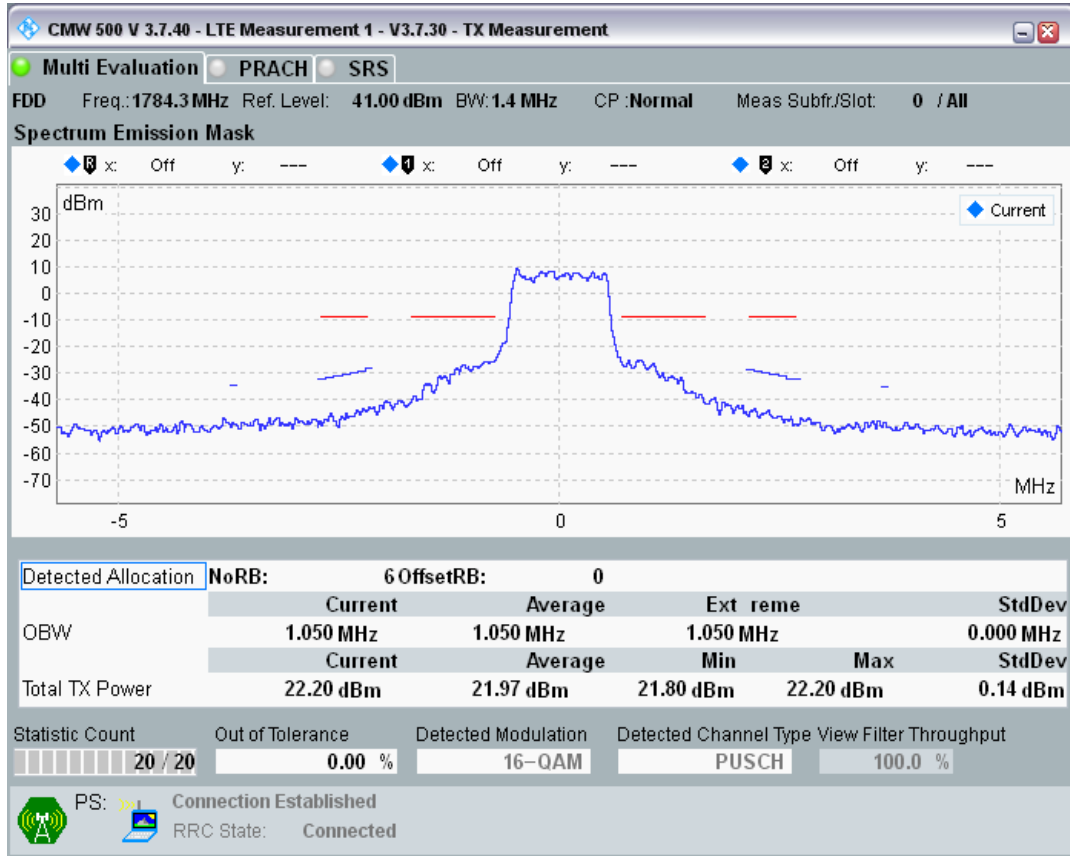 CMW 500 V 3.7.40 - LTE Measurement 1 - V3.7.30 - TX Measurement
Multi Evaluation PRACH SRS
FDD Freq.: 1784.3 MHz Ref. Level: 41.00 dBm BW: 1.4 MHz CP : Normal Meas Subfr./Slot: 0 / All
Spectrum Emission Mask
R x: Off y: --- 1 x: Off y: --- 2 x: Off y: ---
dBm
Current
30
20
10
0
-10
-20
-30
-40
-50
-60
-70
MHz
-5 0 5
Detected Allocation NoRB: 6 OffsetRB: 0
Current Average Ext reme StdDev
OBW 1.050 MHz 1.050 MHz 1.050 MHz 0.000 MHz
Current Average Min Max StdDev
Total TX Power 22.20 dBm 21.97 dBm 21.80 dBm 22.20 dBm 0.14 dBm
Statistic Count Out of Tolerance Detected Modulation Detected Channel Type View Filter Throughput
20 / 20 0.00 % 16-QAM PUSCH 100.0 %
PS: Connection Established
RRC State: Connected